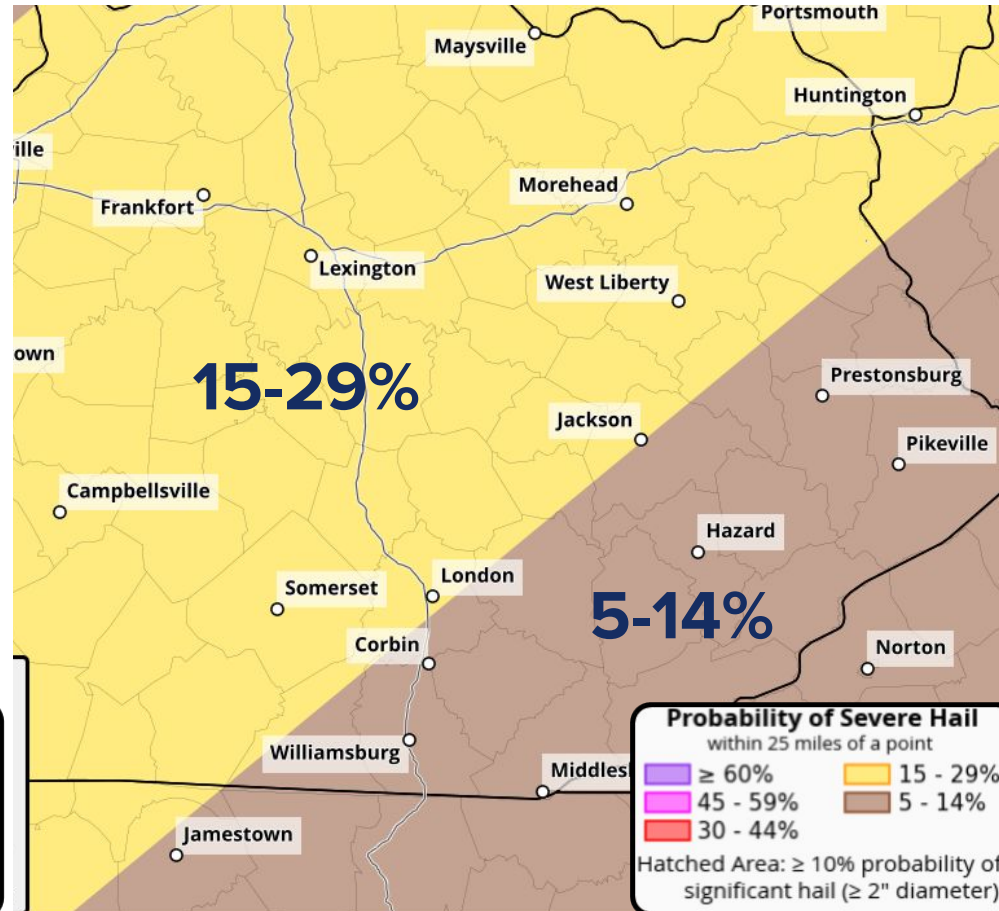 Portsmouth
Maysville
Huntington
ville
Morehead
Frankfort
Lexington
West Liberty
own
15-29%
Prestonsburg
Jackson
Pikeville
Campbellsville
Hazard
London
Somerset
5-14%
Corbin
Norton
Williamsburg
Middlesl
Jamestown
Probability of Severe Hail
within 25 miles of a point
≥ 60%
15 - 29%
45 - 59%
5 - 14%
30 - 44%
Hatched Area: ≥ 10% probability of
significant hail (≥ 2" diameter)